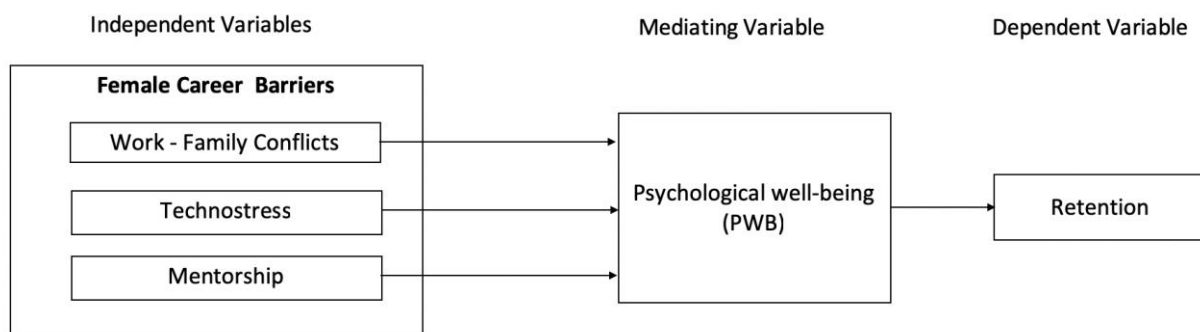 Independent Variables
Mediating Variable
Dependent Variable
Female Career Barriers
Work - Family Conflicts
Technostress
Mentorship
Psychological well-being
(PWB)
Retention